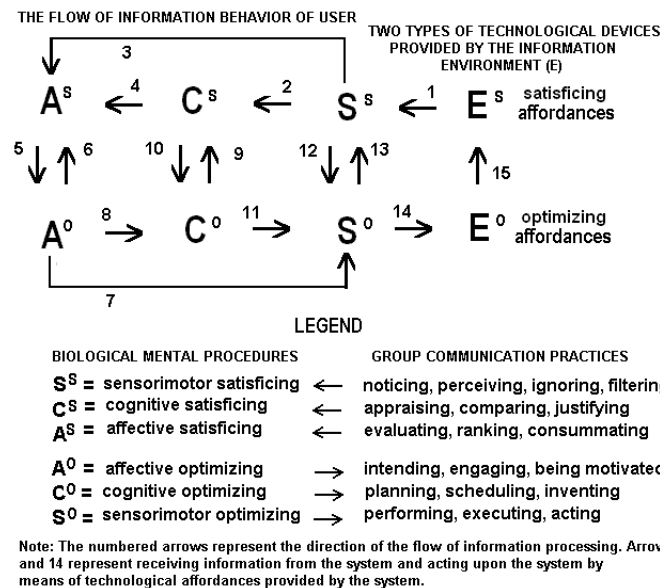 THE FLOW OF INFORMATION BEHAVIOR OF USER
TWO TYPES OF TECHNOLOGICAL DEVICES
PROVIDED BY THE INFORMATION
ENVIRONMENT (E)
3
A^S 4 C^S 2 S^S 1 E^S satisficing
affordances
5 6 10 9 12 13 15
A^O 8 C^O 11 S^O 14 E^O optimizing
affordances
7
LEGEND
BIOLOGICAL MENTAL PROCEDURES GROUP COMMUNICATION PRACTICES
S^S = sensorimotor satisficing ← noticing, perceiving, ignoring, filtering
C^S = cognitive satisficing ← appraising, comparing, justifying
A^S = affective satisficing ← evaluating, ranking, consummating
A^O = affective optimizing → intending, engaging, being motivated
C^O = cognitive optimizing → planning, scheduling, inventing
S^O = sensorimotor optimizing → performing, executing, acting
Note: The numbered arrows represent the direction of the flow of information processing. Arrow
and 14 represent receiving information from the system and acting upon the system by
means of technological affordances provided by the system.